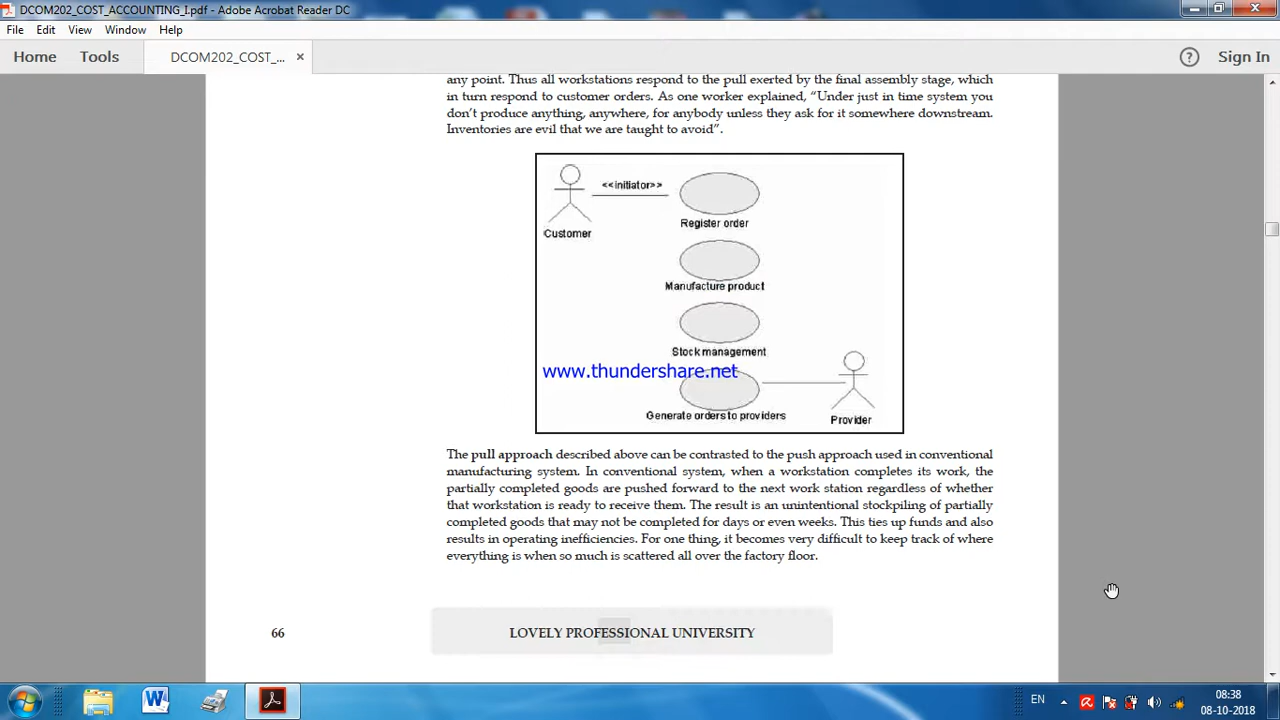 DCOM202_COST_ACCOUNTING_I.pdf - Adobe Acrobat Reader DC
File Edit View Window Help
Home Tools DCOM202_COST_... × ? Sign In
any point. Thus all workstations respond to the pull exerted by the final assembly stage, which
in turn respond to customer orders. As one worker explained, “Under just in time system you
don’t produce anything, anywhere, for anybody unless they ask for it somewhere downstream.
Inventories are evil that we are taught to avoid”.
<<initiator>>
Register order
Customer
Manufacture product
Stock management
www.thundershare.net
Generate orders to providers
Provider
The pull approach described above can be contrasted to the push approach used in conventional
manufacturing system. In conventional system, when a workstation completes its work, the
partially completed goods are pushed forward to the next work station regardless of whether
that workstation is ready to receive them. The result is an unintentional stockpiling of partially
completed goods that may not be completed for days or even weeks. This ties up funds and also
results in operating inefficiencies. For one thing, it becomes very difficult to keep track of where
everything is when so much is scattered all over the factory floor.
66 LOVELY PROFESSIONAL UNIVERSITY
EN 08:38
08-10-2018